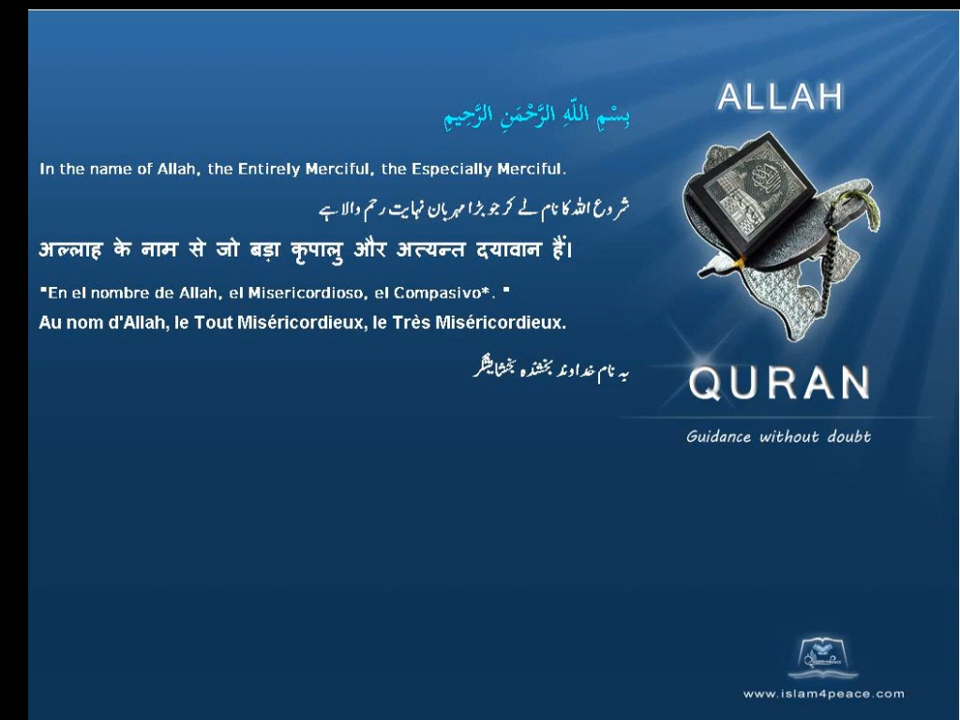 بِسْمِ اللّهِ الرَّحْمَنِ الرَّحِيمِ
In the name of Allah, the Entirely Merciful, the Especially Merciful.
شروع الله کا نام لے کر جو بڑا مہربان نہایت رحم والا ہے
अल्लाह के नाम से जो बड़ा कृपालु और अत्यन्त दयावान हैं।
"En el nombre de Allah, el Misericordioso, el Compasivo*. "
Au nom d'Allah, le Tout Miséricordieux, le Très Miséricordieux.
به نام خداوند بخشنده بخشایشگر
ALLAH
QURAN
Guidance without doubt
www.islam4peace.com